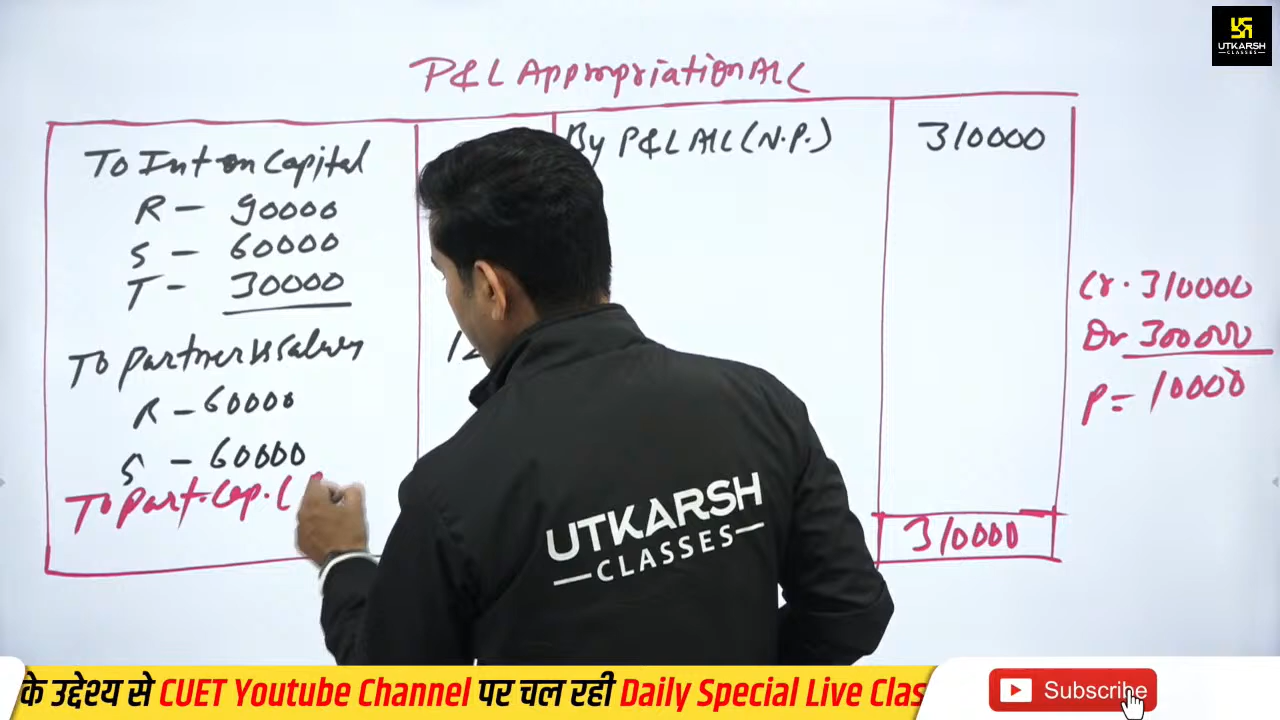 UTKARSH
CLASSES
P&L Appropriation A/c
To Int on Capital
R - 90000
S - 60000
T - 30000
To Partner's Salary
R - 60000
S - 60000
To Part. Cap. (
12
By P&L A/c (N.P.) 310000
310000
Cr. 310000
Dr 300000
P = 10000
UTKARSH
CLASSES
के उद्देश्य से CUET Youtube Channel पर चल रही Daily Special Live Clas
Subscribe